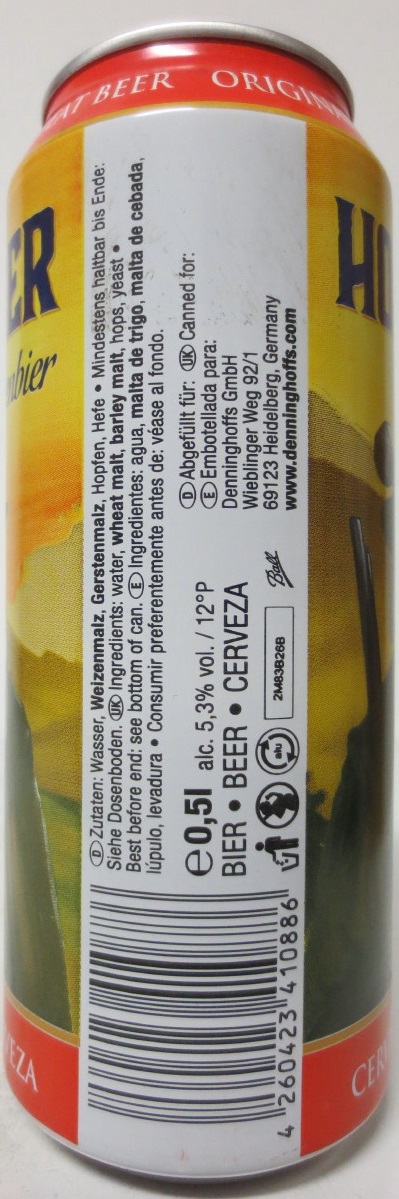 BEER ORIGIN
ER
HO
Ⓓ Zutaten: Wasser, Weizenmalz, Gerstenmalz, Hopfen, Hefe • Mindestens haltbar bis Ende:
Siehe Dosenboden. UK Ingredients: water, wheat malt, barley malt, hops, yeast •
Best before end: see bottom of can. Ⓔ Ingredientes: agua, malta de trigo, malta de cebada,
lúpulo, levadura • Consumir preferentemente antes de: véase al fondo.
Ⓓ Abgefüllt für: UK Canned for:
Ⓔ Embotellada para:
Denninghoffs GmbH
Wieblinger Weg 92/1
69123 Heidelberg, Germany
www.denninghoffs.com
℮ 0,5l alc. 5,3% vol. / 12°P
BIER • BEER • CERVEZA
alu
2M83B26B
Ball
4 260423 410886
EZA
CER